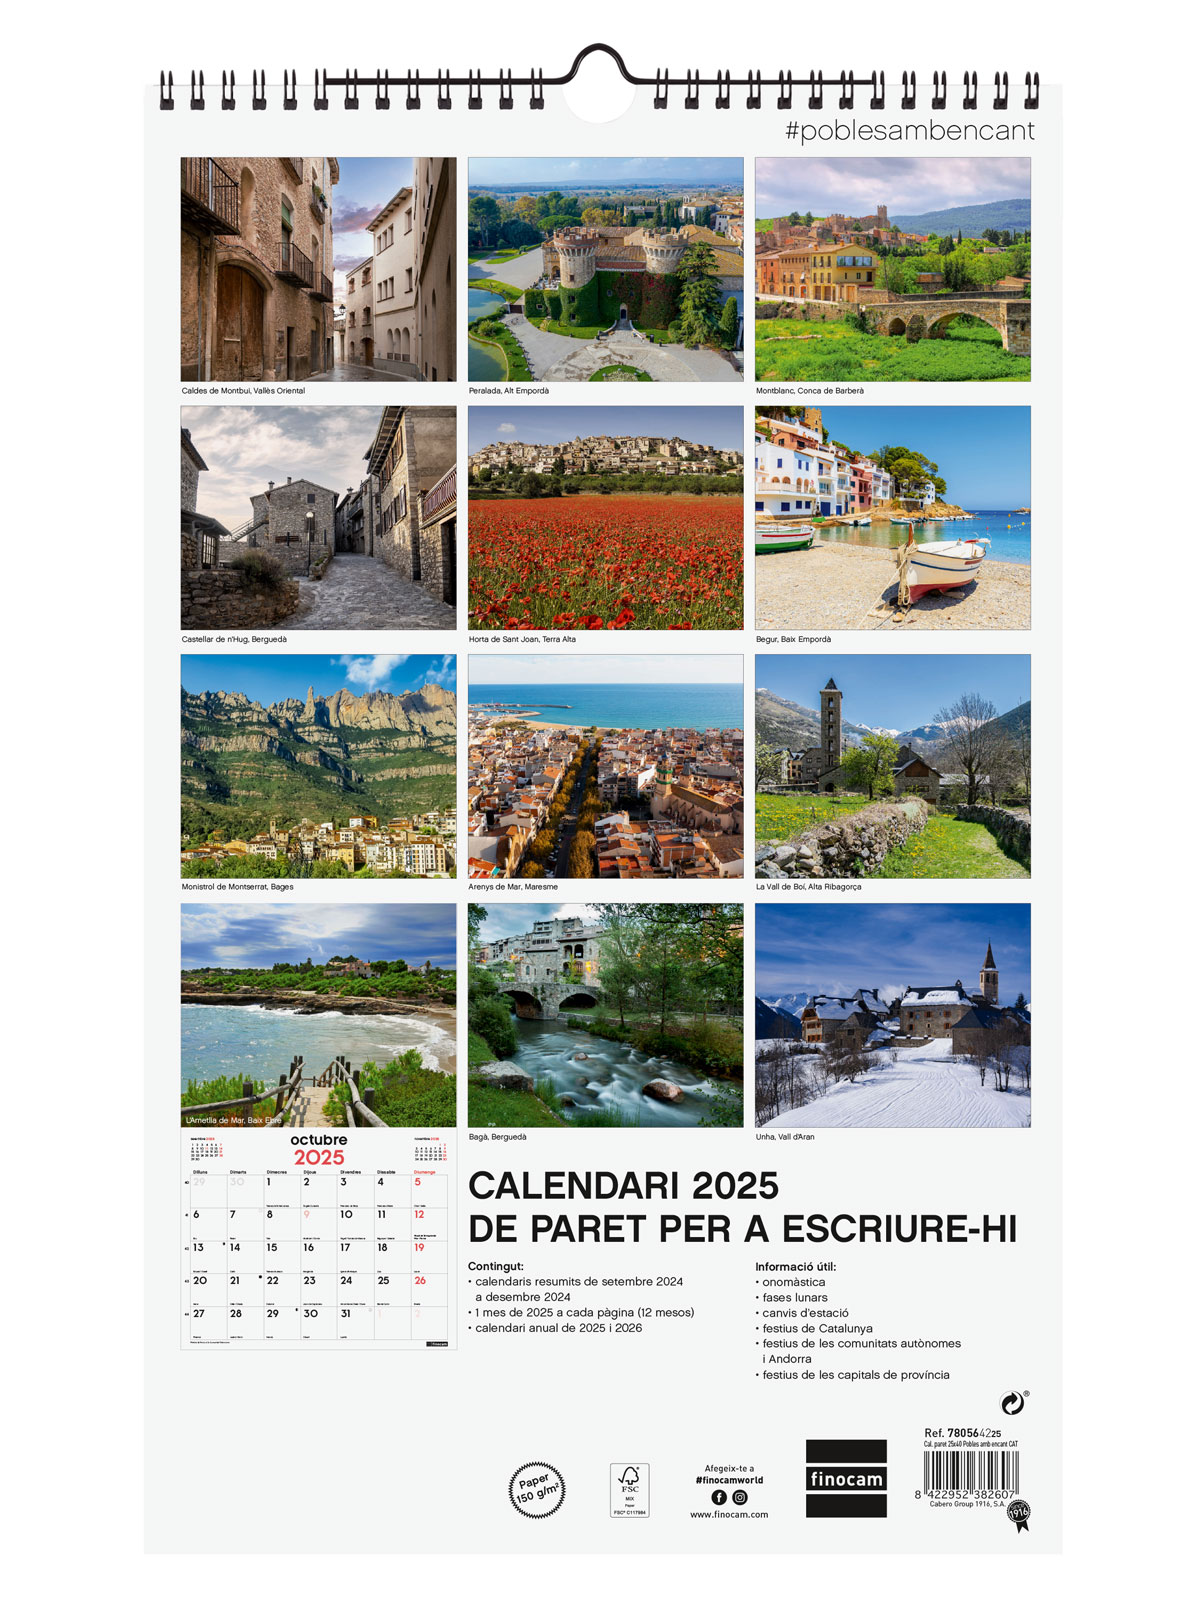 #poblesambencant
Caldes de Montbui, Vallès Oriental
Peralada, Alt Empordà
Montblanc, Conca de Barberà
Castellar de n'Hug, Berguedà
Horta de Sant Joan, Terra Alta
Begur, Baix Empordà
Monistrol de Montserrat, Bages
Arenys de Mar, Maresme
La Vall de Boí, Alta Ribagorça
L'Ametlla de Mar, Baix Ebre
Bagà, Berguedà
Unha, Vall d'Aran
octubre
2025
Dilluns Dimarts Dimecres Dijous Divendres Dissabte Diumenge
29 30 1 2 3 4 5
6 7 8 9 10 11 12
13 14 15 16 17 18 19
20 21 22 23 24 25 26
27 28 29 30 31 1 2
finocam
CALENDARI 2025
DE PARET PER A ESCRIURE-HI
Contingut:
• calendaris resumits de setembre 2024
a desembre 2024
• 1 mes de 2025 a cada pàgina (12 mesos)
• calendari anual de 2025 i 2026
Informació útil:
• onomàstica
• fases lunars
• canvis d'estació
• festius de Catalunya
• festius de les comunitats autònomes
i Andorra
• festius de les capitals de província
®
Paper
150 g/m²
FSC
MIX
Paper
FSC® C117984
Afegeix-te a
#finocamworld
www.finocam.com
finocam
Ref. 780564225
Cal. paret 25x40 Pobles amb encant CAT
8 422952 382607
Cabero Group 1916, S.A.
1916